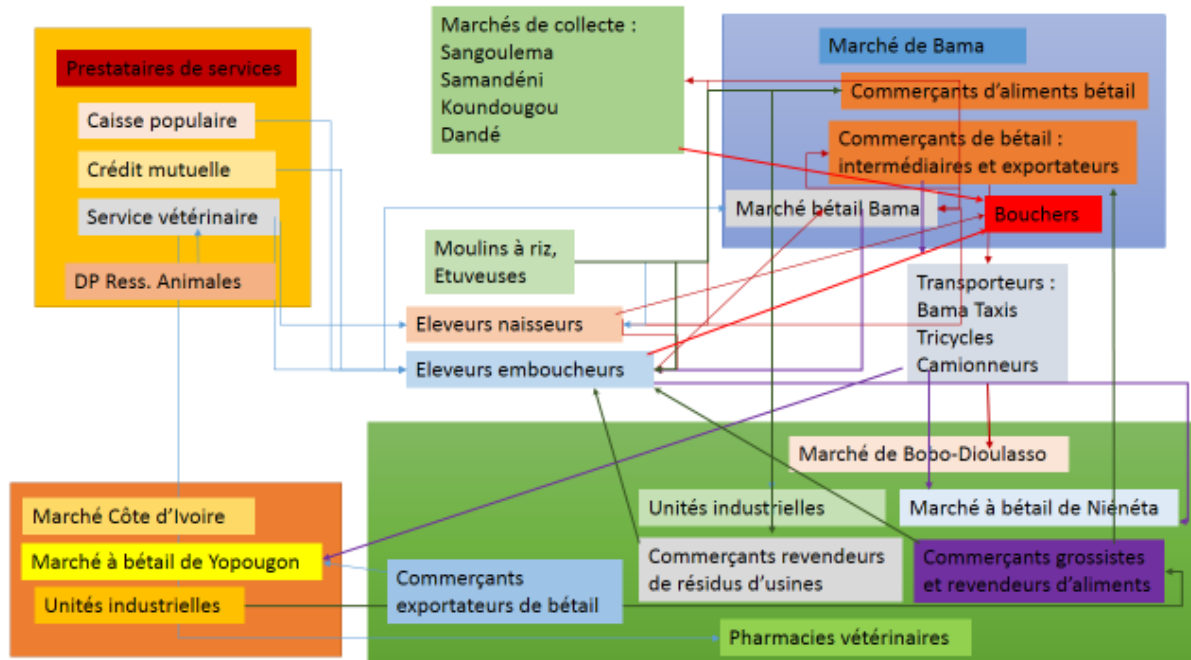 Prestataires de services
Caisse populaire
Crédit mutuelle
Service vétérinaire
DP Ress. Animales
Marchés de collecte :
Sangoulema
Samandéni
Koundougou
Dandé
Marché de Bama
Commerçants d'aliments bétail
Commerçants de bétail :
intermédiaires et exportateurs
Marché bétail Bama
Bouchers
Moulins à riz,
Etuveuses
Eleveurs naisseurs
Eleveurs emboucheurs
Transporteurs :
Bama Taxis
Tricycles
Camionneurs
Marché de Bobo-Dioulasso
Unités industrielles
Marché à bétail de Niénéta
Commerçants revendeurs
de résidus d'usines
Commerçants grossistes
et revendeurs d'aliments
Commerçants
exportateurs de bétail
Pharmacies vétérinaires
Marché Côte d'Ivoire
Marché à bétail de Yopougon
Unités industrielles